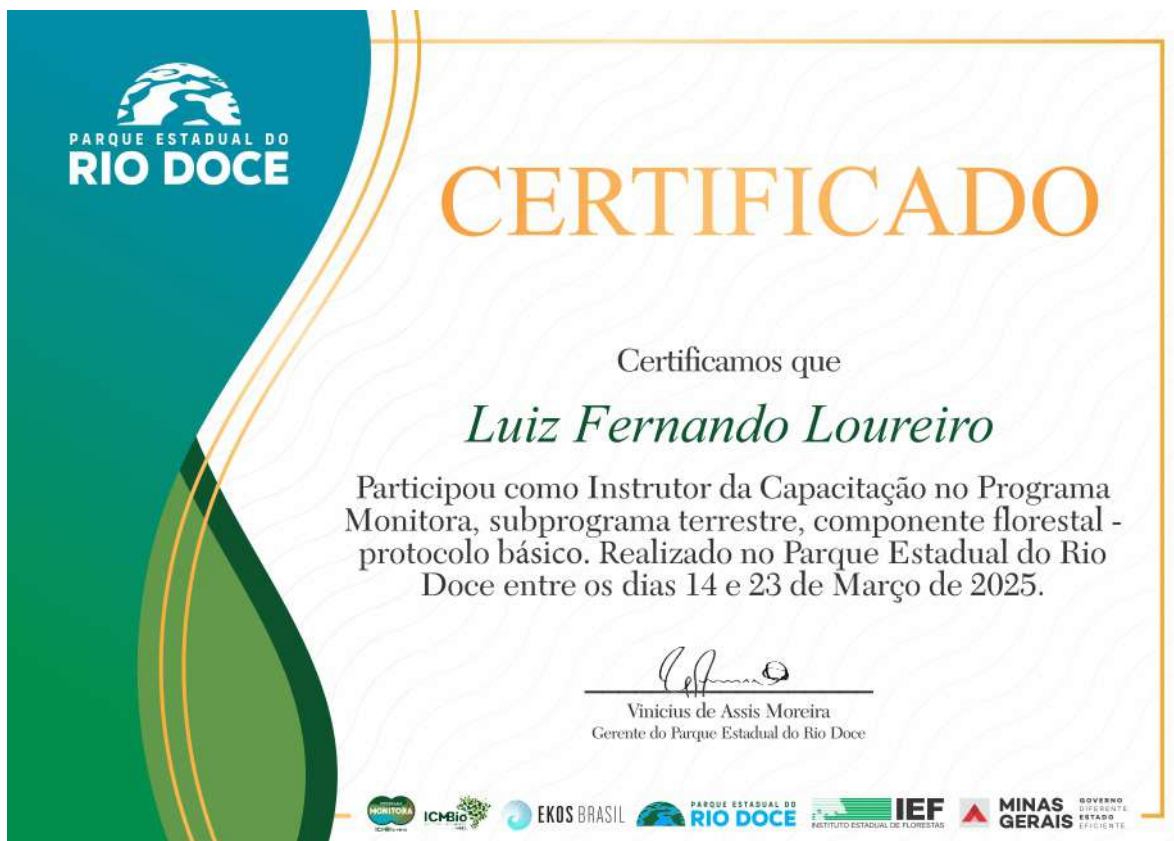 PARQUE ESTADUAL DO
RIO DOCE
CERTIFICADO
Certificamos que
Luiz Fernando Loureiro
Participou como Instrutor da Capacitação no Programa
Monitora, subprograma terrestre, componente florestal -
protocolo básico. Realizado no Parque Estadual do Rio
Doce entre os dias 14 e 23 de Março de 2025.
Vinicius de Assis Moreira
Gerente do Parque Estadual do Rio Doce
MONITORA
ICMBio
EKOS BRASIL
PARQUE ESTADUAL DO
RIO DOCE
IEF
INSTITUTO ESTADUAL DE FLORESTAS
MINAS
GERAIS
GOVERNO
DIFERENTE
ESTADO
EFICIENTE